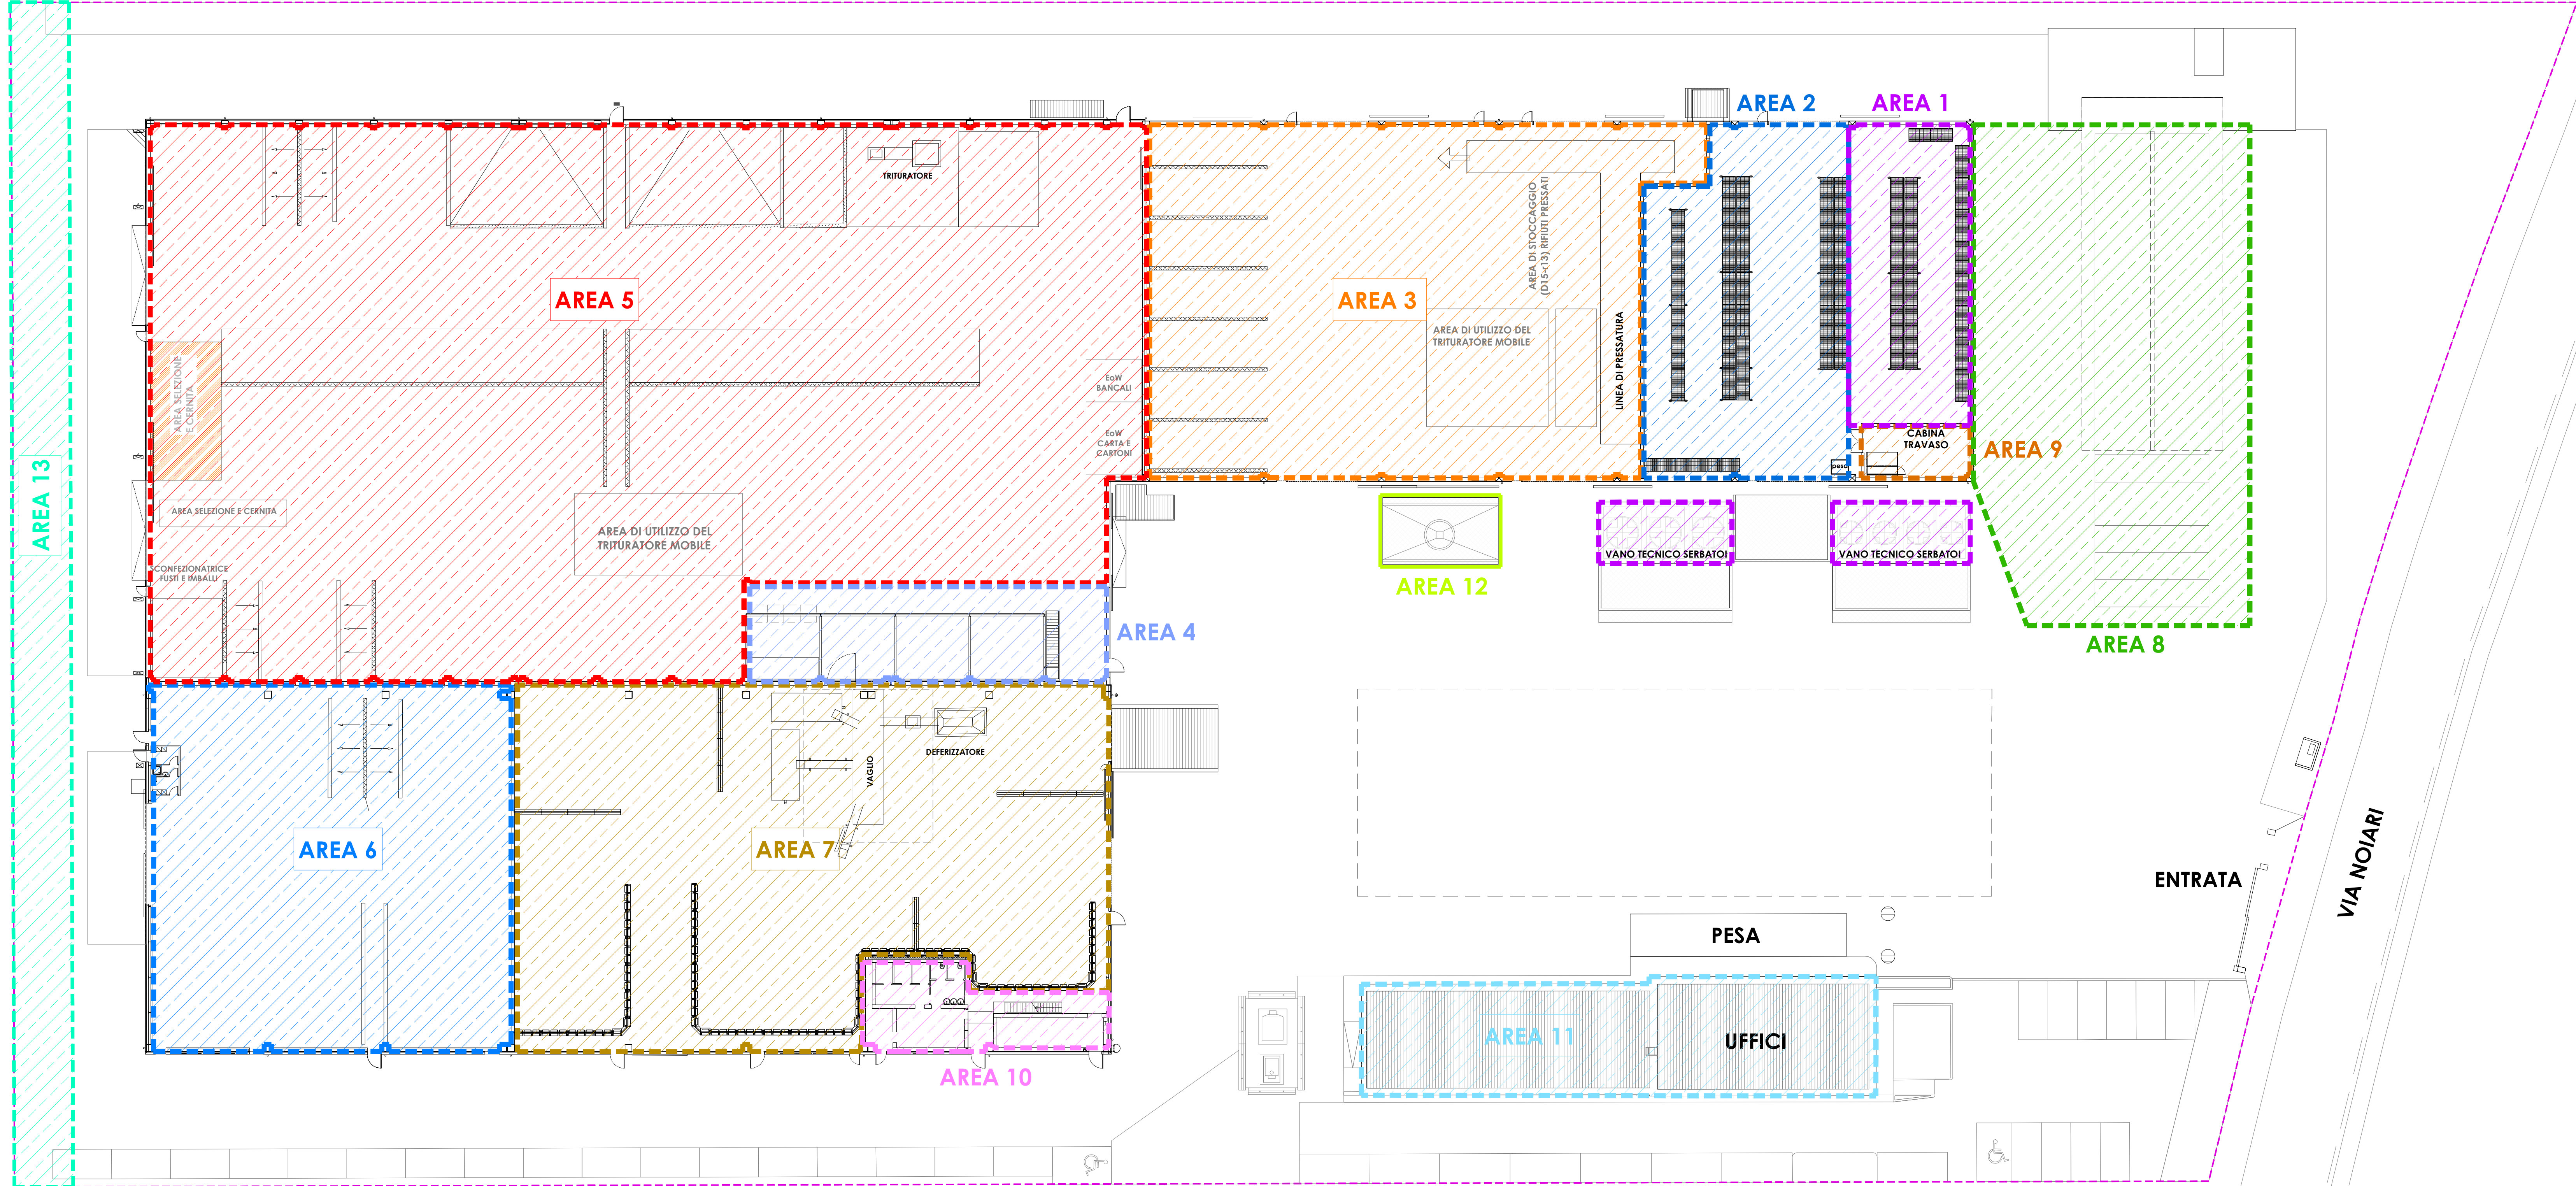 AREA 2
AREA 1
TRITURATORE
AREA DI STOCCAGGIO
(D15-r13) RIFIUTI PRESSATI
AREA 5
AREA 3
AREA DI UTILIZZO DEL
TRITURATORE MOBILE
LINEA DI PRESSATURA
AREA SELEZIONE
E CERNITA
EoW
BANCALI
EoW
CARTA E
CARTONI
CABINA
TRAVASO
AREA 9
pesa
AREA 13
AREA SELEZIONE E CERNITA
AREA DI UTILIZZO DEL
TRITURATORE MOBILE
VANO TECNICO SERBATOI
VANO TECNICO SERBATOI
CONFEZIONATRICE
FUSTI E IMBALLI
AREA 12
AREA 4
AREA 8
DEFERIZZATORE
VAGLIO
AREA 6
AREA 7
ENTRATA
VIA NOIARI
PESA
AREA 11
UFFICI
AREA 10